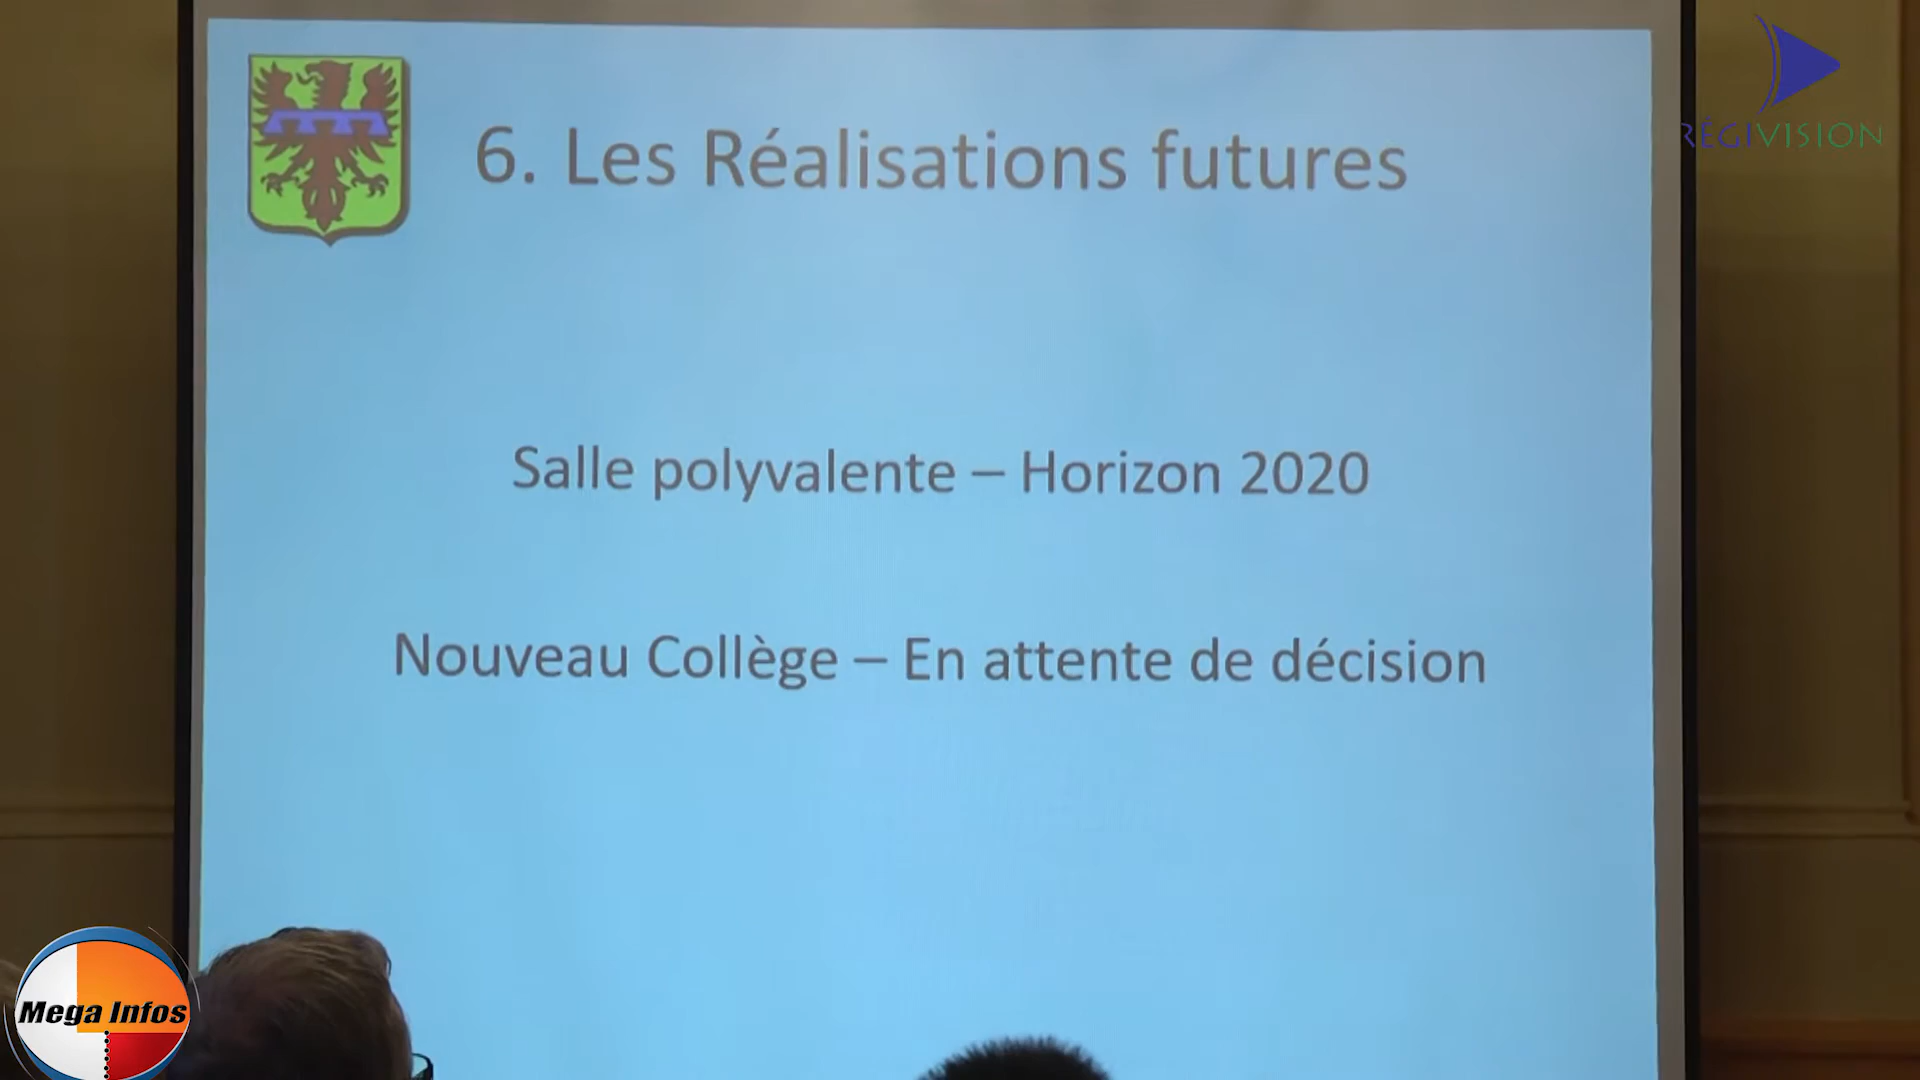 RÉGIVISION
6. Les Réalisations futures
Salle polyvalente – Horizon 2020
Nouveau Collège – En attente de décision
Mega Infos